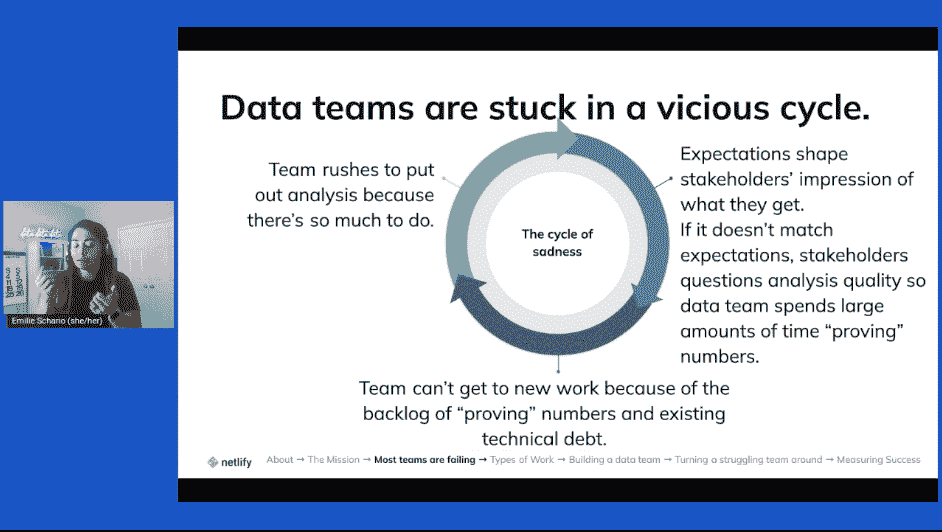 Data teams are stuck in a vicious cycle.
Team rushes to put
out analysis because
there's so much to do.
The cycle of
sadness
Expectations shape
stakeholders' impression of
what they get.
If it doesn't match
expectations, stakeholders
questions analysis quality so
data team spends large
amounts of time "proving"
numbers.
Team can't get to new work because of the
backlog of "proving" numbers and existing
technical debt.
netlify
About → The Mission → Most teams are failing → Types of Work → Building a data team → Turning a struggling team around → Measuring Success
Emilie Schario (she/her)